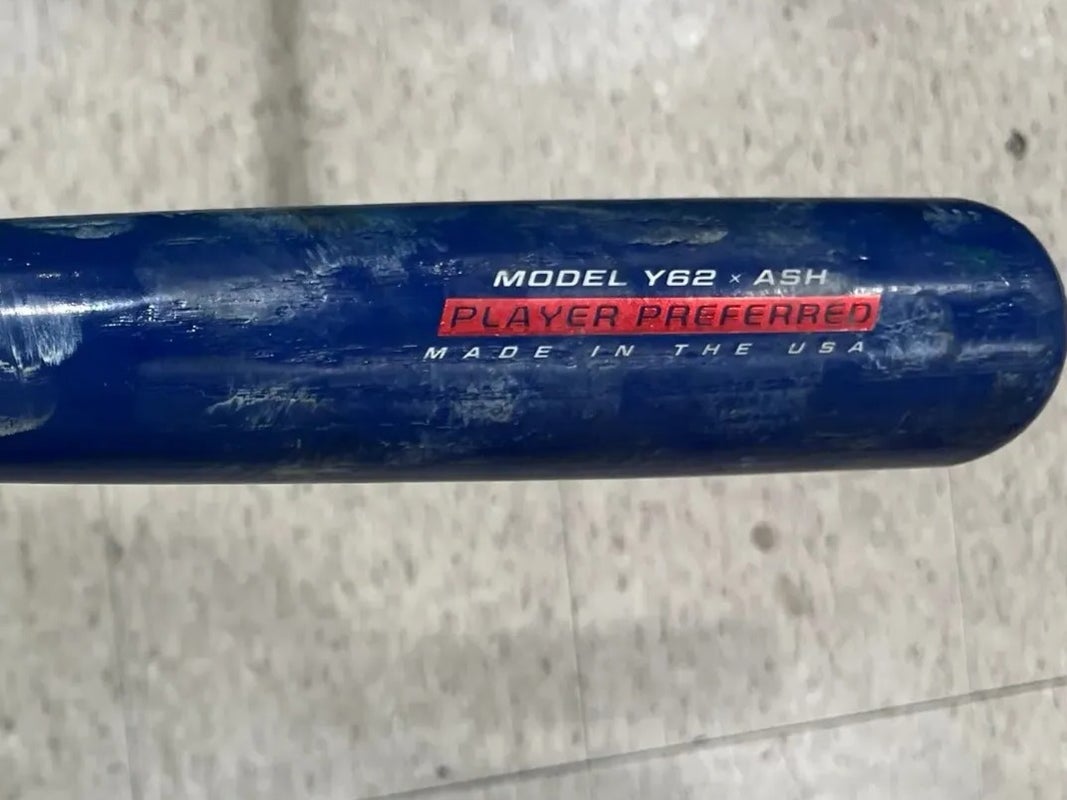 MODEL Y62 × ASH
PLAYER PREFERRED
MADE IN THE USA